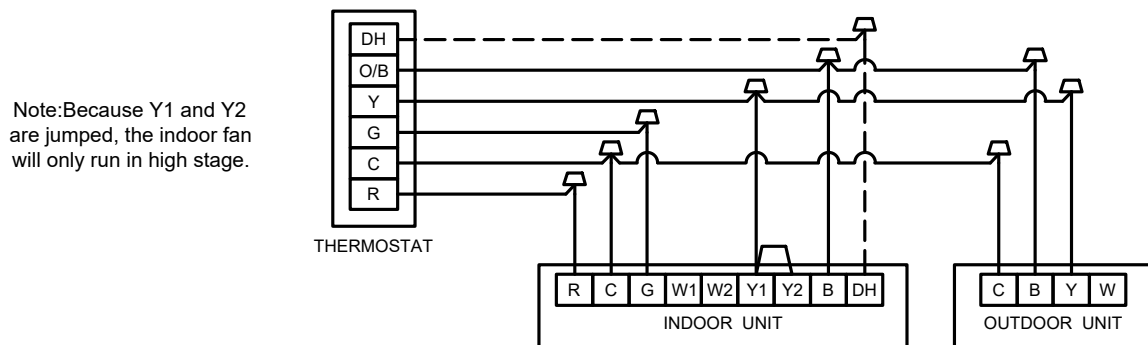 DH
O/B
Y
G
C
R
THERMOSTAT
Note:Because Y1 and Y2
are jumped, the indoor fan
will only run in high stage.
R C G W1 W2 Y1 Y2 B DH
INDOOR UNIT
C B Y W
OUTDOOR UNIT